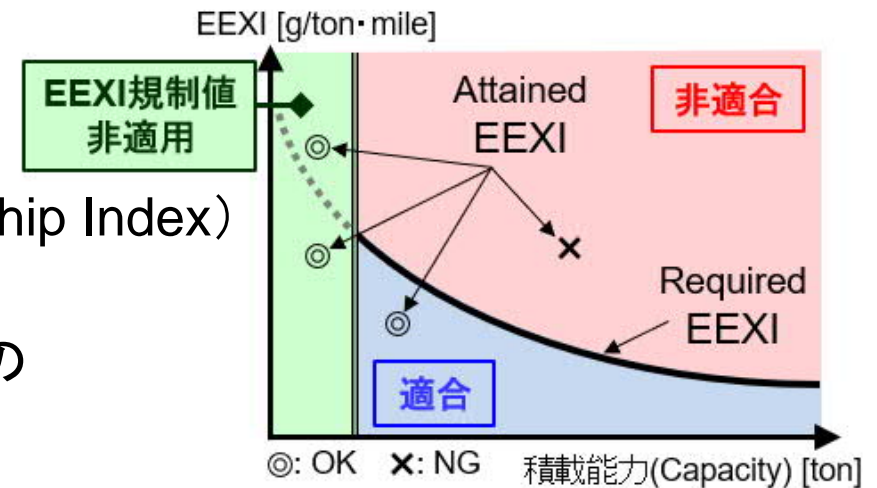 EEXI [g/ton・mile]
EEXI規制値
非適用
Attained
EEXI
非適合
hip Index）
Required
EEXI
の
適合
◎: OK ×: NG
積載能力(Capacity) [ton]